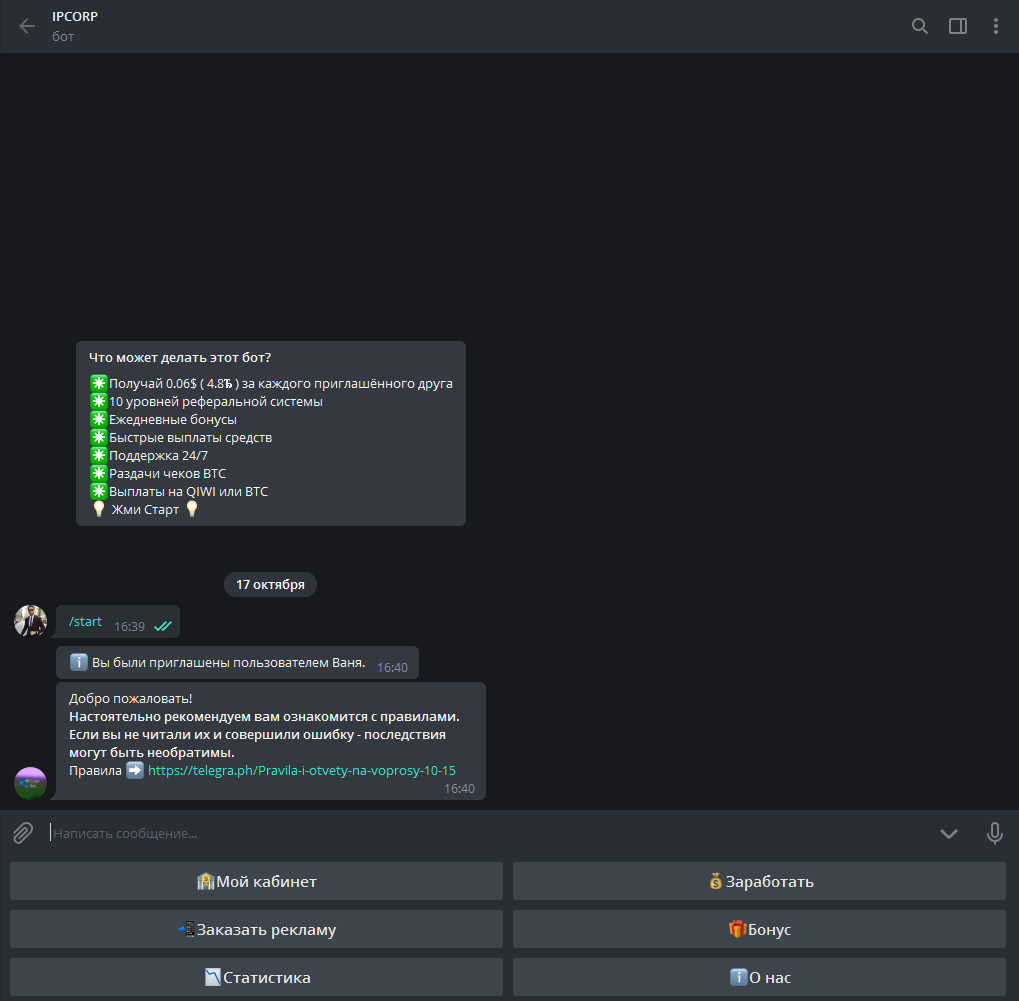 IPCORP
бот
Что может делать этот бот?
✳️Получай 0.06$ ( 4.8₺ ) за каждого приглашённого друга
✳️10 уровней реферальной системы
✳️Ежедневные бонусы
✳️Быстрые выплаты средств
✳️Поддержка 24/7
✳️Раздачи чеков BTC
✳️Выплаты на QIWI или BTC
💡 Жми Старт 💡
17 октября
/start 16:39
ℹ️ Вы были приглашены пользователем Ваня. 16:40
Добро пожаловать!
Настоятельно рекомендуем вам ознакомится с правилами.
Если вы не читали их и совершили ошибку - последствия
могут быть необратимы.
Правила ➡️ https://telegra.ph/Pravila-i-otvety-na-voprosy-10-15
16:40
Написать сообщение...
🏦Мой кабинет
💰Заработать
📲Заказать рекламу
🎁Бонус
📉Статистика
ℹ️О нас